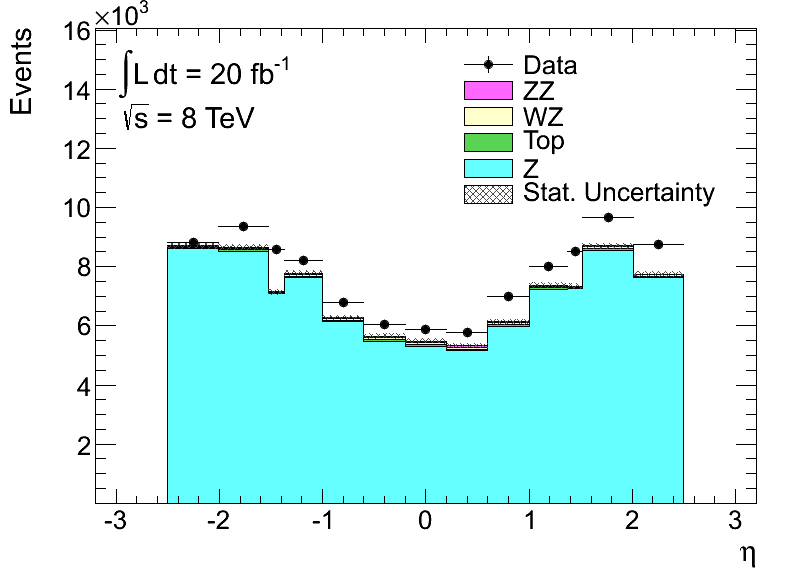 ×10³
Events
16
14
12
10
8
6
4
2
∫L dt = 20 fb⁻¹
√s = 8 TeV
Data
ZZ
WZ
Top
Z
Stat. Uncertainty
-3 -2 -1 0 1 2 3
η